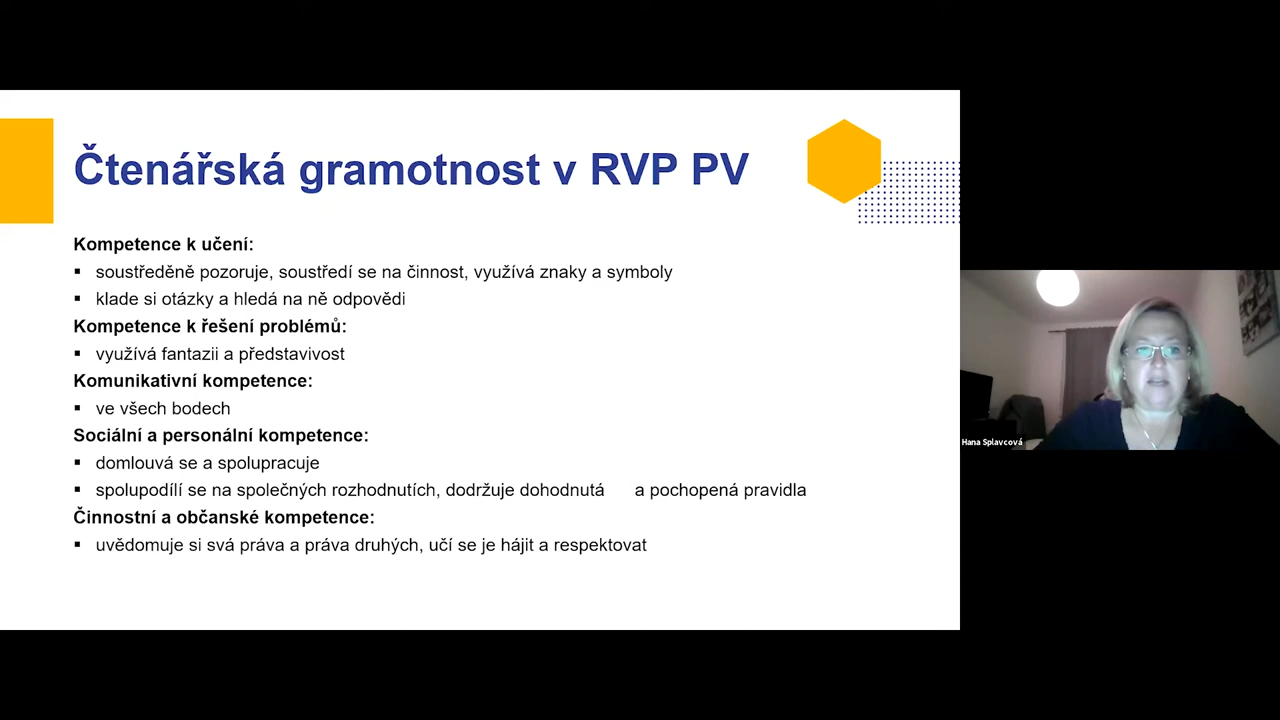 Čtenářská gramotnost v RVP PV
Kompetence k učení:
▪ soustředěně pozoruje, soustředí se na činnost, využívá znaky a symboly
▪ klade si otázky a hledá na ně odpovědi
Kompetence k řešení problémů:
▪ využívá fantazii a představivost
Komunikativní kompetence:
▪ ve všech bodech
Sociální a personální kompetence:
▪ domlouvá se a spolupracuje
▪ spolupodílí se na společných rozhodnutích, dodržuje dohodnutá a pochopená pravidla
Činnostní a občanské kompetence:
▪ uvědomuje si svá práva a práva druhých, učí se je hájit a respektovat
Hana Splavcová